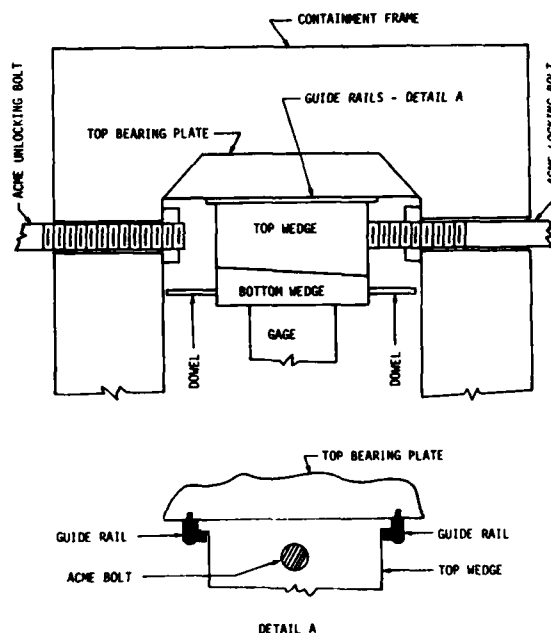 CONTAINMENT FRAME
GUIDE RAILS - DETAIL A
TOP BEARING PLATE
ACME UNLOCKING BOLT
ACME LOCKING BOLT
TOP WEDGE
BOTTOM WEDGE
GAGE
DOWEL
DOWEL
TOP BEARING PLATE
GUIDE RAIL
GUIDE RAIL
ACME BOLT
TOP WEDGE
DETAIL A